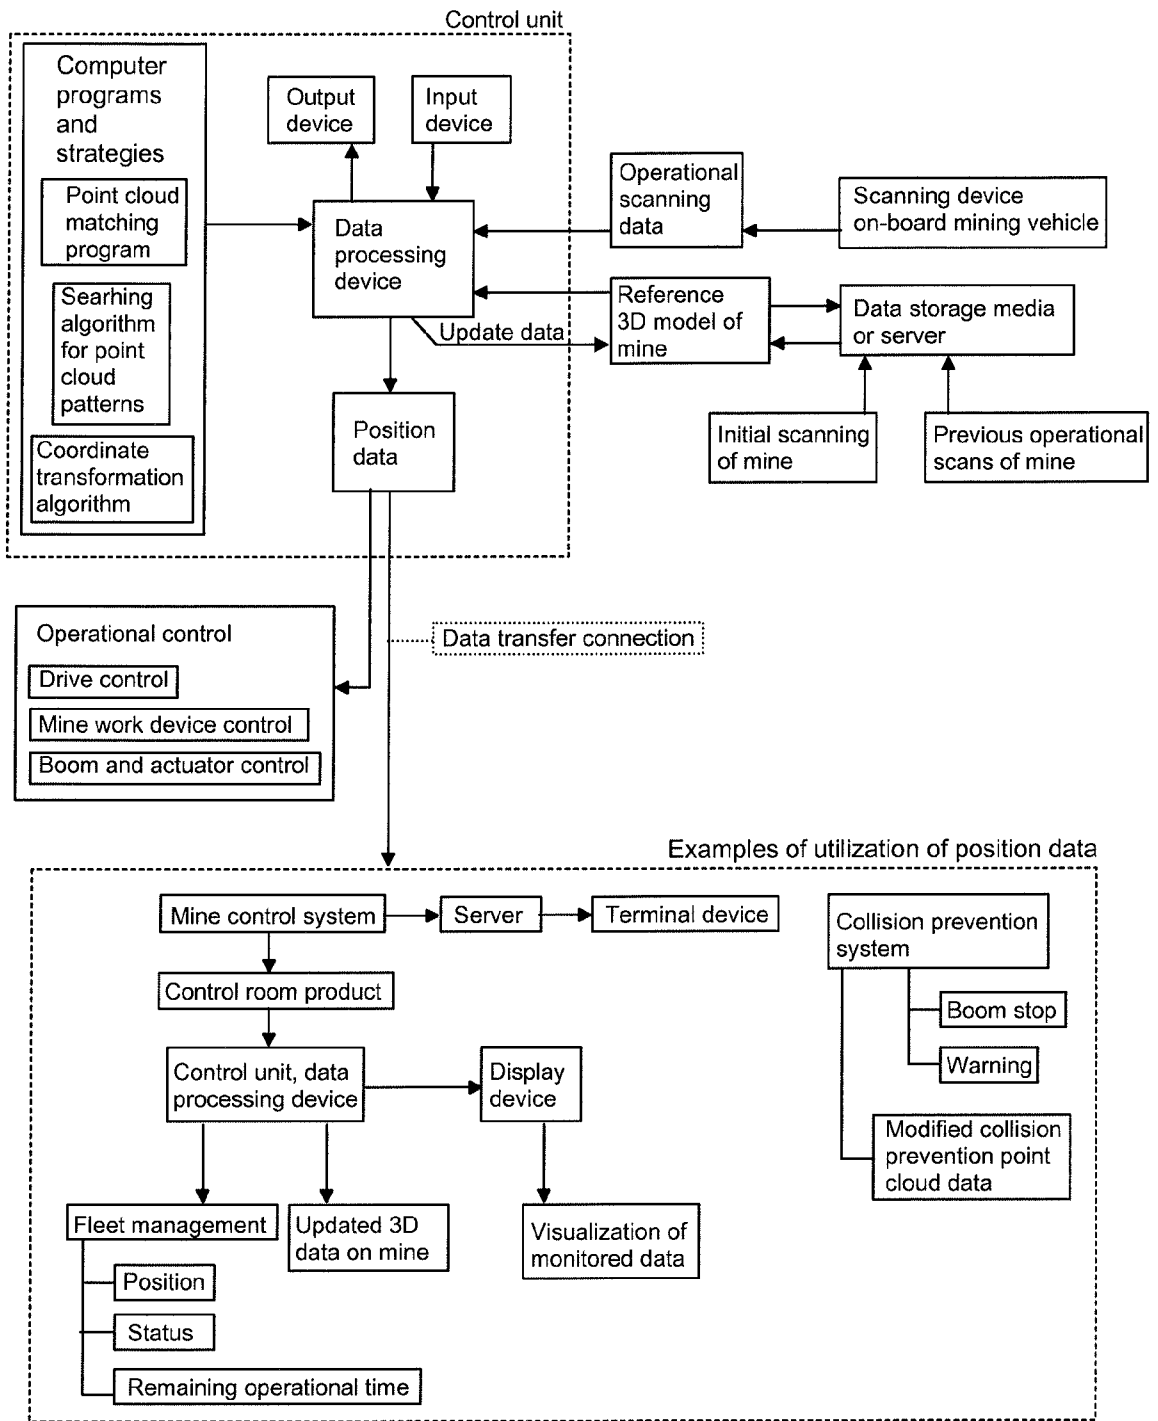 Control unit
Computer
programs
and
strategies
Point cloud
matching
program
Searhing
algorithm
for point
cloud
patterns
Coordinate
transformation
algorithm
Output
device
Input
device
Data
processing
device
Operational
scanning
data
Scanning device
on-board mining vehicle
Update data
Reference
3D model of
mine
Data storage media
or server
Position
data
Initial scanning
of mine
Previous operational
scans of mine
Operational control
Drive control
Mine work device control
Boom and actuator control
Data transfer connection
Examples of utilization of position data
Mine control system
Server
Terminal device
Control room product
Control unit, data
processing device
Display
device
Fleet management
Position
Status
Remaining operational time
Updated 3D
data on mine
Visualization of
monitored data
Collision prevention
system
Boom stop
Warning
Modified collision
prevention point
cloud data